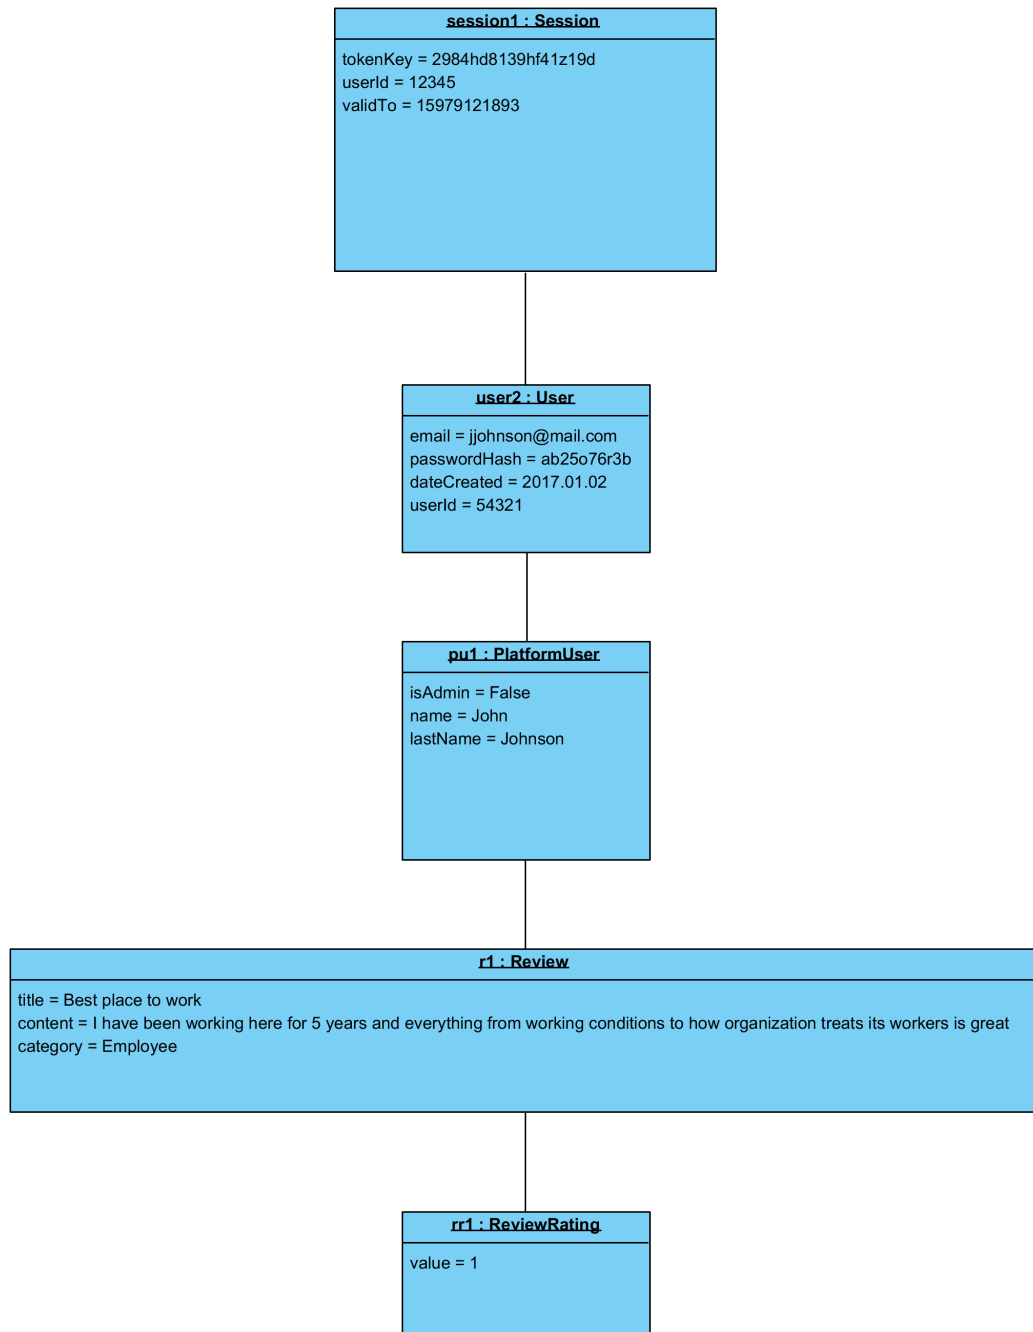 session1 : Session
tokenKey = 2984hd8139hf41z19d
userId = 12345
validTo = 15979121893
user2 : User
email = jjohnson@mail.com
passwordHash = ab25o76r3b
dateCreated = 2017.01.02
userId = 54321
pu1 : PlatformUser
isAdmin = False
name = John
lastName = Johnson
r1 : Review
title = Best place to work
content = I have been working here for 5 years and everything from working conditions to how organization treats its workers is great
category = Employee
rr1 : ReviewRating
value = 1